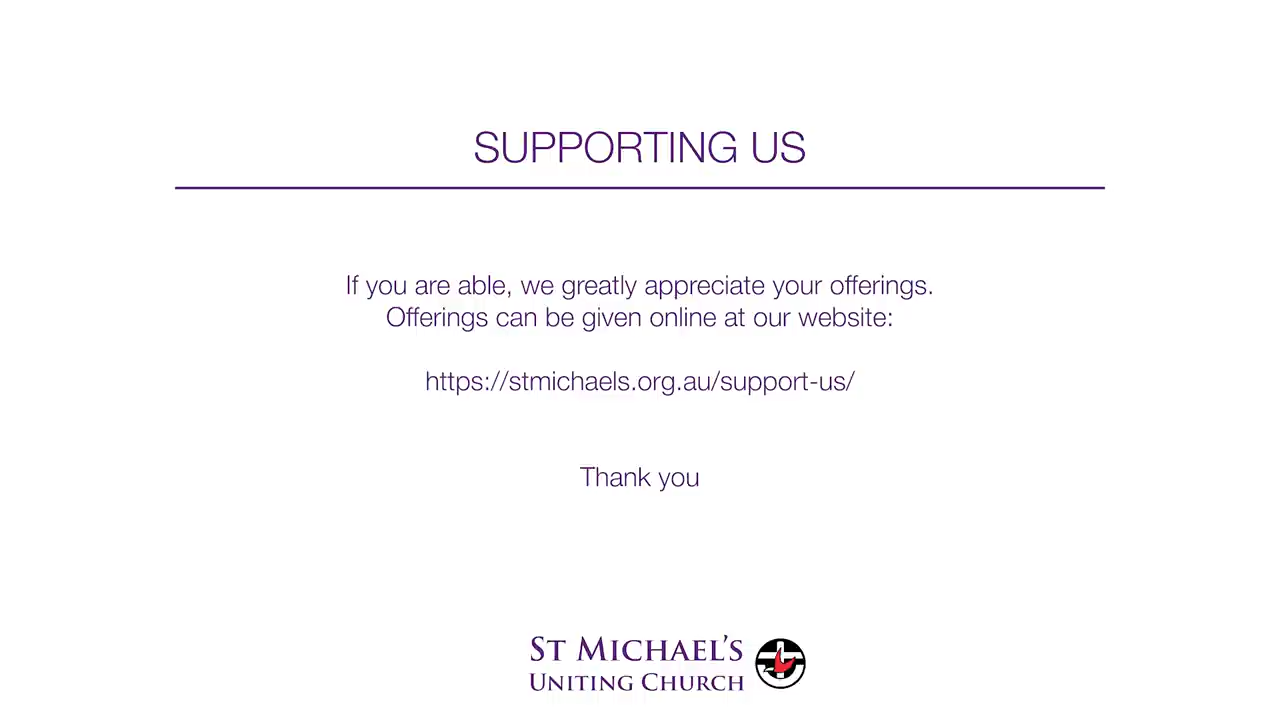 SUPPORTING US
If you are able, we greatly appreciate your offerings.
Offerings can be given online at our website:
https://stmichaels.org.au/support-us/
Thank you
ST MICHAEL'S
UNITING CHURCH